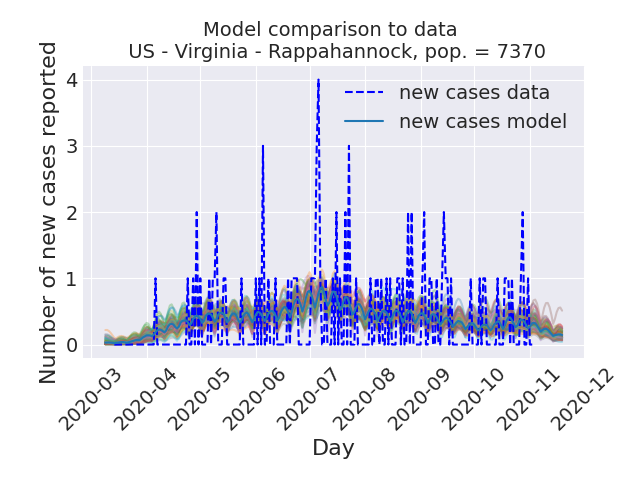 Model comparison to data
US - Virginia - Rappahannock, pop. = 7370
Number of new cases reported
4
3
2
1
0
new cases data
new cases model
2020-03
2020-04
2020-05
2020-06
2020-07
2020-08
2020-09
2020-10
2020-11
2020-12
Day